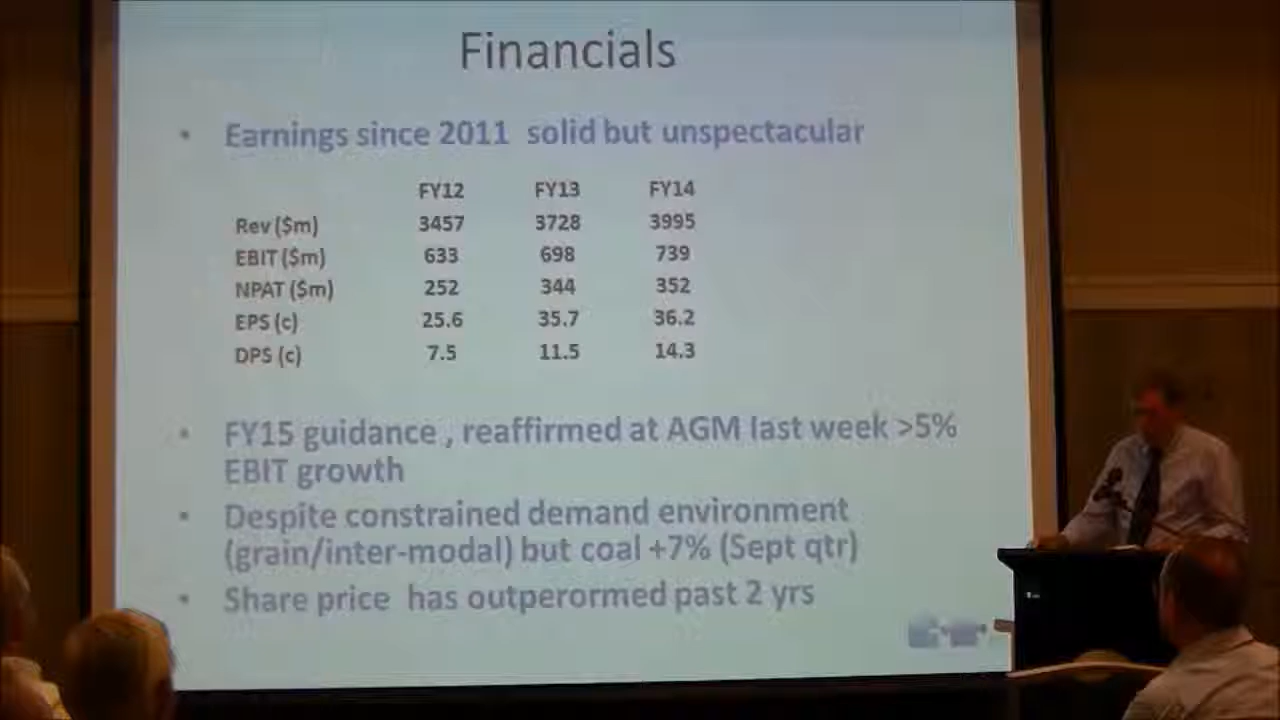 Financials
• Earnings since 2011 solid but unspectacular
FY12 FY13 FY14
Rev ($m) 3457 3728 3995
EBIT ($m) 633 698 739
NPAT ($m) 252 344 352
EPS (c) 25.6 35.7 36.2
DPS (c) 7.5 11.5 14.3
• FY15 guidance , reaffirmed at AGM last week >5%
EBIT growth
• Despite constrained demand environment
(grain/inter-modal) but coal +7% (Sept qtr)
• Share price has outperormed past 2 yrs